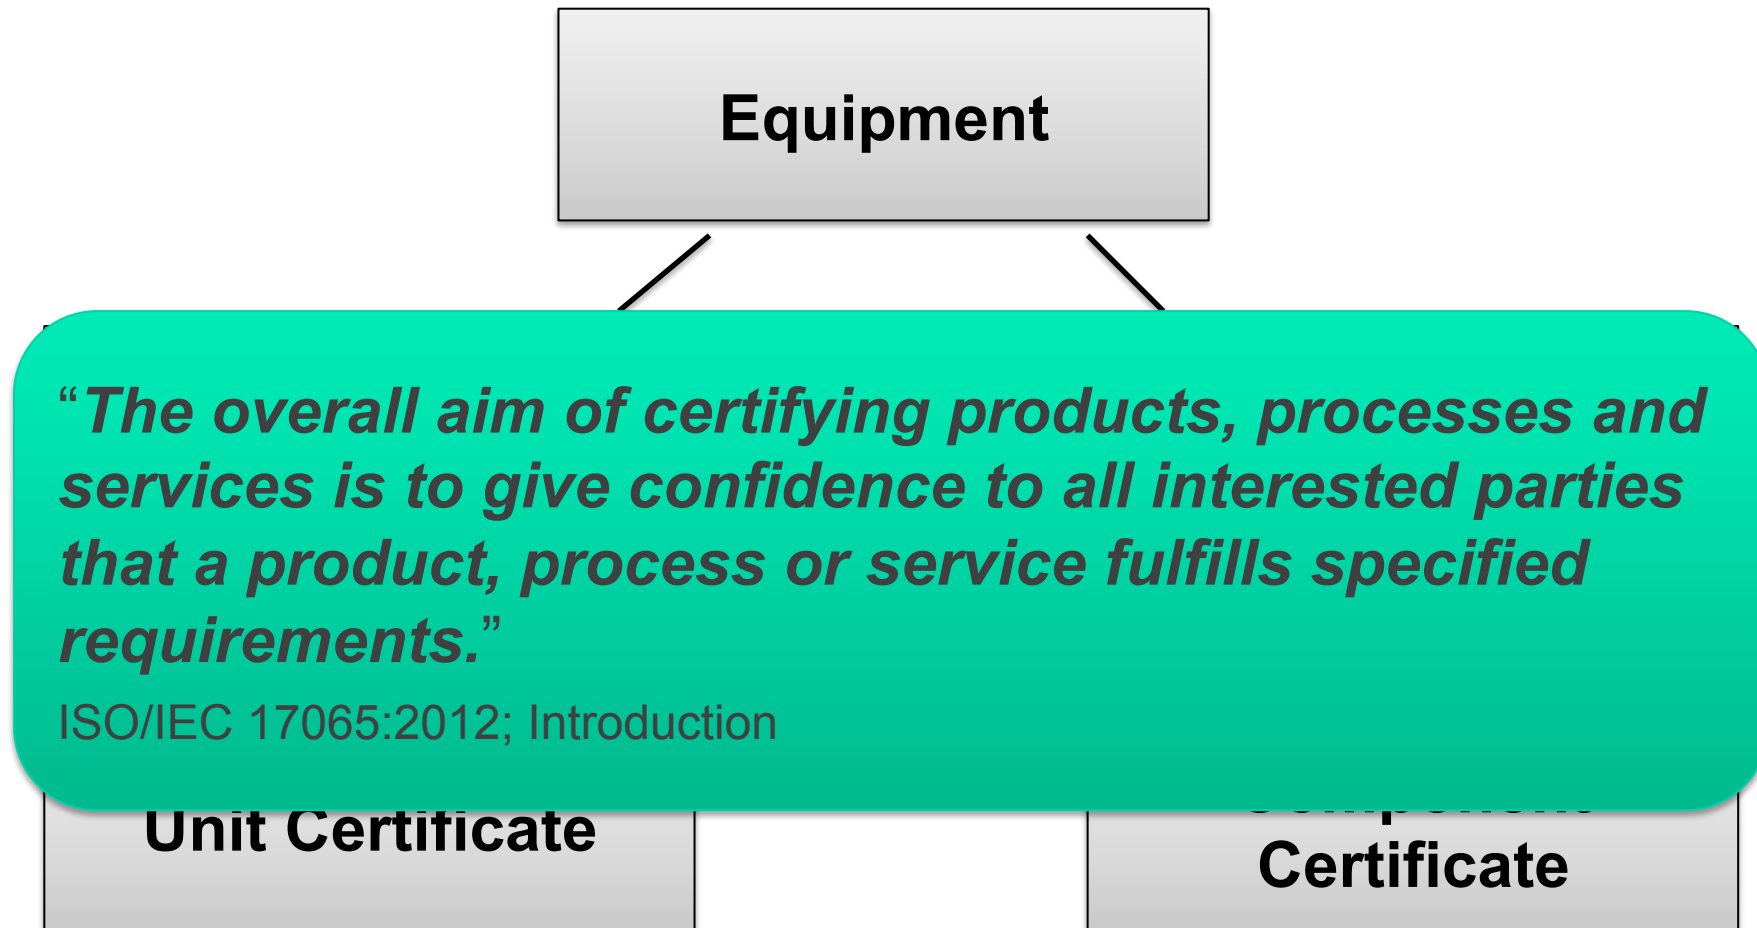 Equipment
“The overall aim of certifying products, processes and
services is to give confidence to all interested parties
that a product, process or service fulfills specified
requirements.”
ISO/IEC 17065:2012; Introduction
Unit Certificate
Component
Certificate